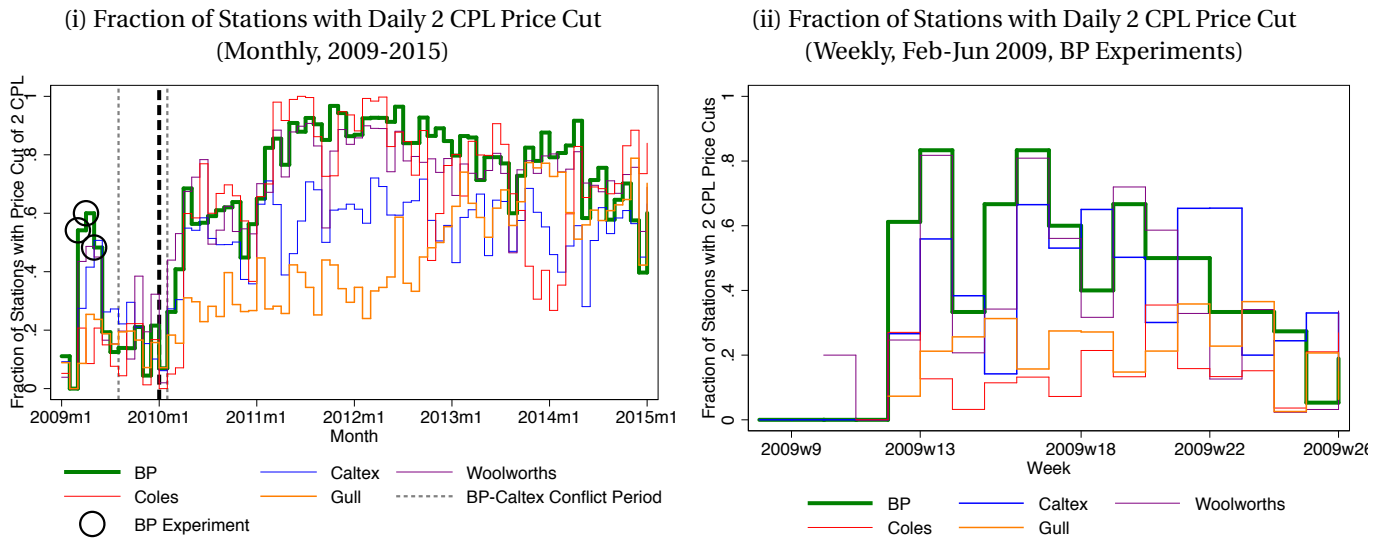 (i) Fraction of Stations with Daily 2 CPL Price Cut
(Monthly, 2009-2015)
Fraction of Stations with Price Cut of 2 CPL
1
.8
.6
.4
.2
0
2009m1
2010m1
2011m1
2012m1
2013m1
2014m1
2015m1
Month
BP
Caltex
Woolworths
Coles
Gull
BP-Caltex Conflict Period
BP Experiment
(ii) Fraction of Stations with Daily 2 CPL Price Cut
(Weekly, Feb-Jun 2009, BP Experiments)
Fraction of Stations with 2 CPL Price Cuts
1
.8
.6
.4
.2
0
2009w9
2009w13
2009w18
2009w22
2009w26
Week
BP
Caltex
Woolworths
Coles
Gull